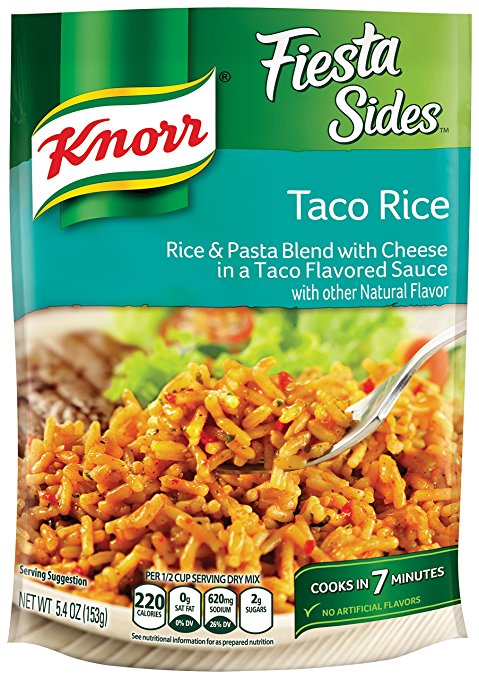 Fiesta
Sides™
Knorr®
Taco Rice
Rice & Pasta Blend with Cheese
in a Taco Flavored Sauce
with other Natural Flavor
Serving Suggestion
NET WT 5.4 OZ (153g)
PER 1/2 CUP SERVING DRY MIX
220
CALORIES
0g
SAT FAT
0% DV
620mg
SODIUM
26% DV
2g
SUGARS
See nutritional information for as prepared nutrition
COOKS IN 7 MINUTES
√ NO ARTIFICIAL FLAVORS